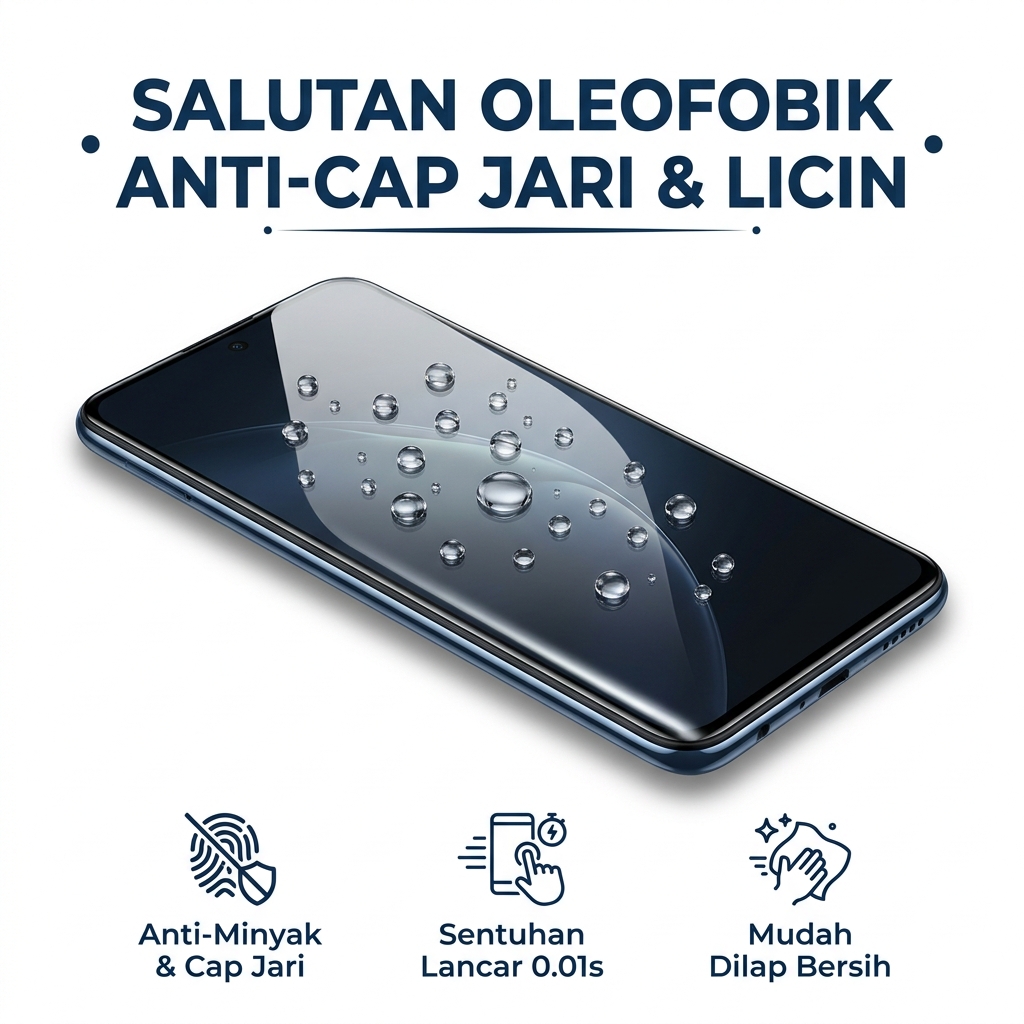 SALUTAN OLEOFOBIK
ANTI-CAP JARI & LICIN
Anti-Minyak
& Cap Jari
Sentuhan
Lancar 0.01s
Mudah
Dilap Bersih